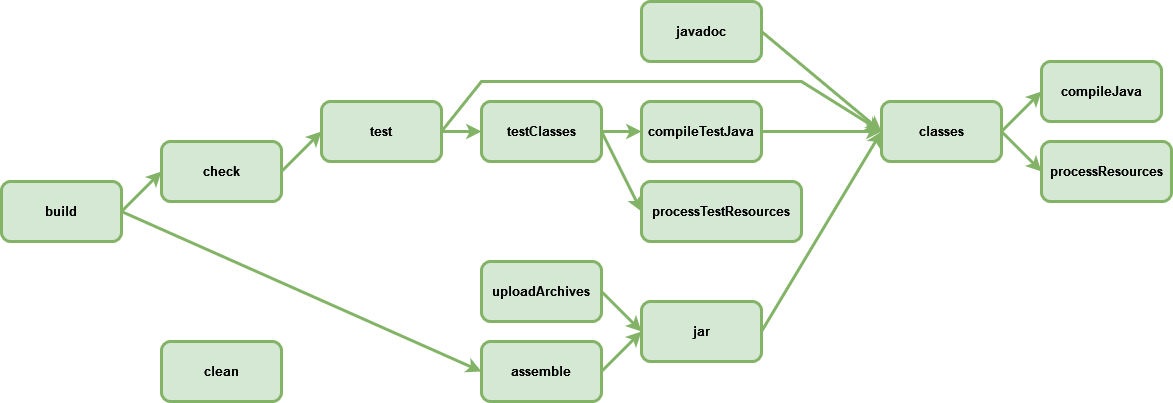 javadoc
compileJava
test
testClasses
compileTestJava
classes
check
processResources
build
processTestResources
uploadArchives
jar
clean
assemble